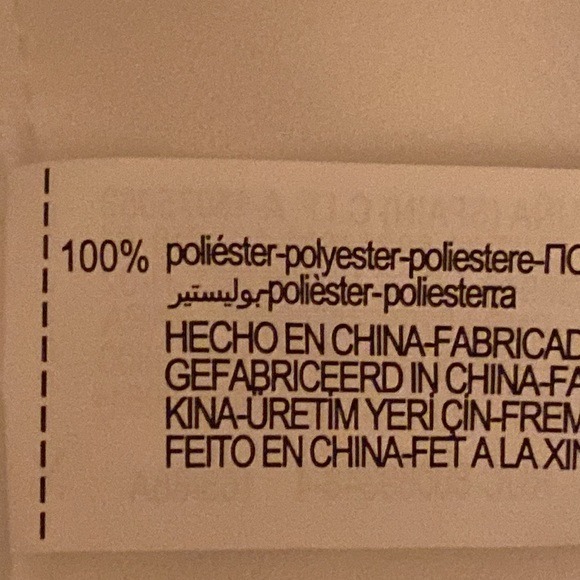 100% poliéster-polyester-poliestere-ПО
بوليستير-polièster-poliesterra
HECHO EN CHINA-FABRICAD
GEFABRICEERD IN CHINA-FA
KINA-ÜRETİM YERİ ÇİN-FREM
FEITO EN CHINA-FET A LA XIN